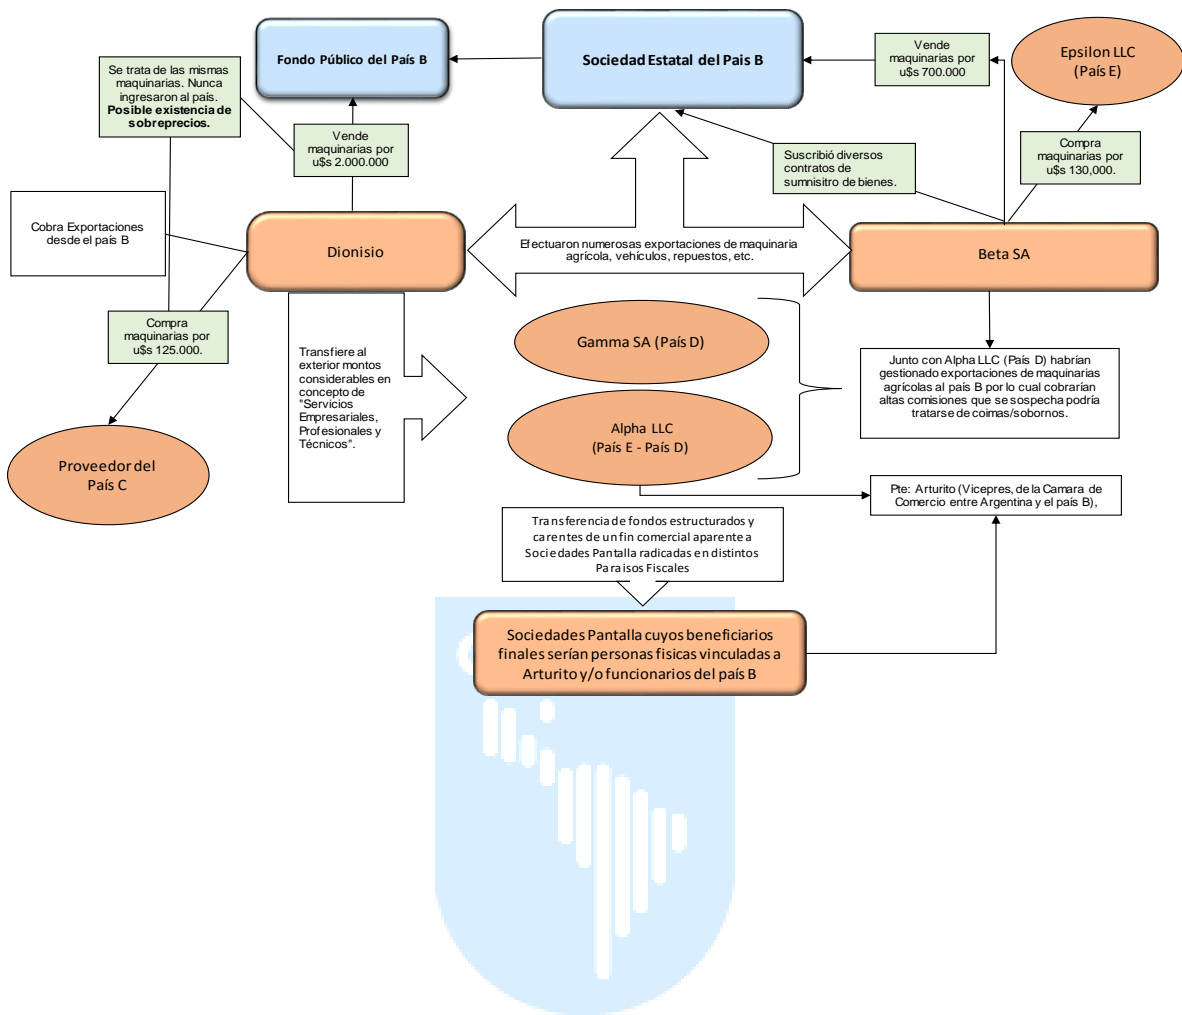 Fondo Público del País B
Sociedad Estatal del Pais B
Vende
maquinarias por
u$s 700.000
Epsilon LLC
(País E)
Se trata de las mismas
maquinarias. Nunca
ingresaron al país.
Posible existencia de
sobreprecios.
Vende
maquinarias por
u$s 2.000.000
Suscribió diversos
contratos de
sumnisitro de bienes.
Compra
maquinarias por
u$s 130,000.
Cobra Exportaciones
desde el país B
Dionisio
Efectuaron numerosas exportaciones de maquinaria
agrícola, vehículos, repuestos, etc.
Beta SA
Compra
maquinarias por
u$s 125.000.
Transfiere al
exterior montos
considerables en
concepto de
"Servicios
Empresariales,
Profesionales y
Técnicos".
Gamma SA (País D)
Alpha LLC
(País E - País D)
Junto con Alpha LLC (País D) habrían
gestionado exportaciones de maquinarias
agrícolas al país B por lo cual cobrarían
altas comisiones que se sospecha podría
tratarse de coimas/sobornos.
Proveedor del
País C
Pte: Arturito (Vicepres, de la Camara de
Comercio entre Argentina y el país B),
Transferencia de fondos estructurados y
carentes de un fin comercial aparente a
Sociedades Pantalla radicadas en distintos
Paraisos Fiscales
Sociedades Pantalla cuyos beneficiarios
finales serían personas fisicas vinculadas a
Arturito y/o funcionarios del país B